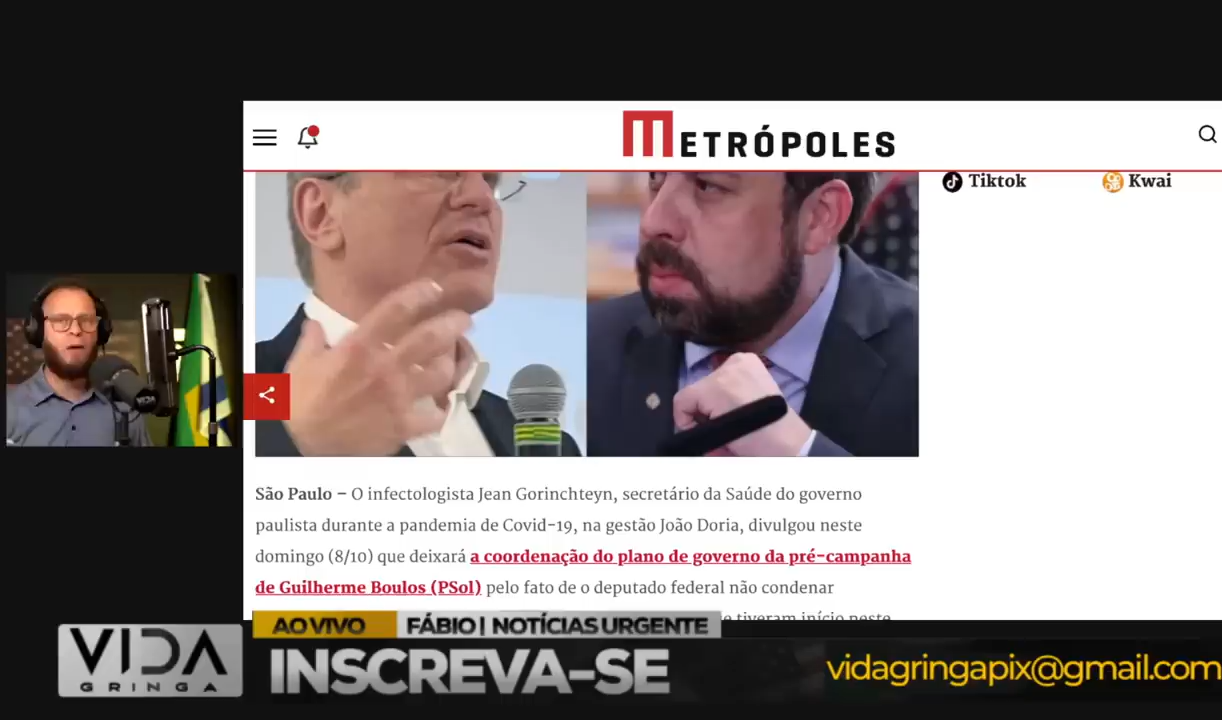 METRÓPOLES
Tiktok
Kwai
São Paulo – O infectologista Jean Gorinchteyn, secretário da Saúde do governo
paulista durante a pandemia de Covid-19, na gestão João Doria, divulgou neste
domingo (8/10) que deixará a coordenação do plano de governo da pré-campanha
de Guilherme Boulos (PSol) pelo fato de o deputado federal não condenar
e tiveram início neste
AO VIVO FÁBIO | NOTÍCIAS URGENTE
VIDA
GRINGA
INSCREVA-SE
vidagringapix@gmail.com